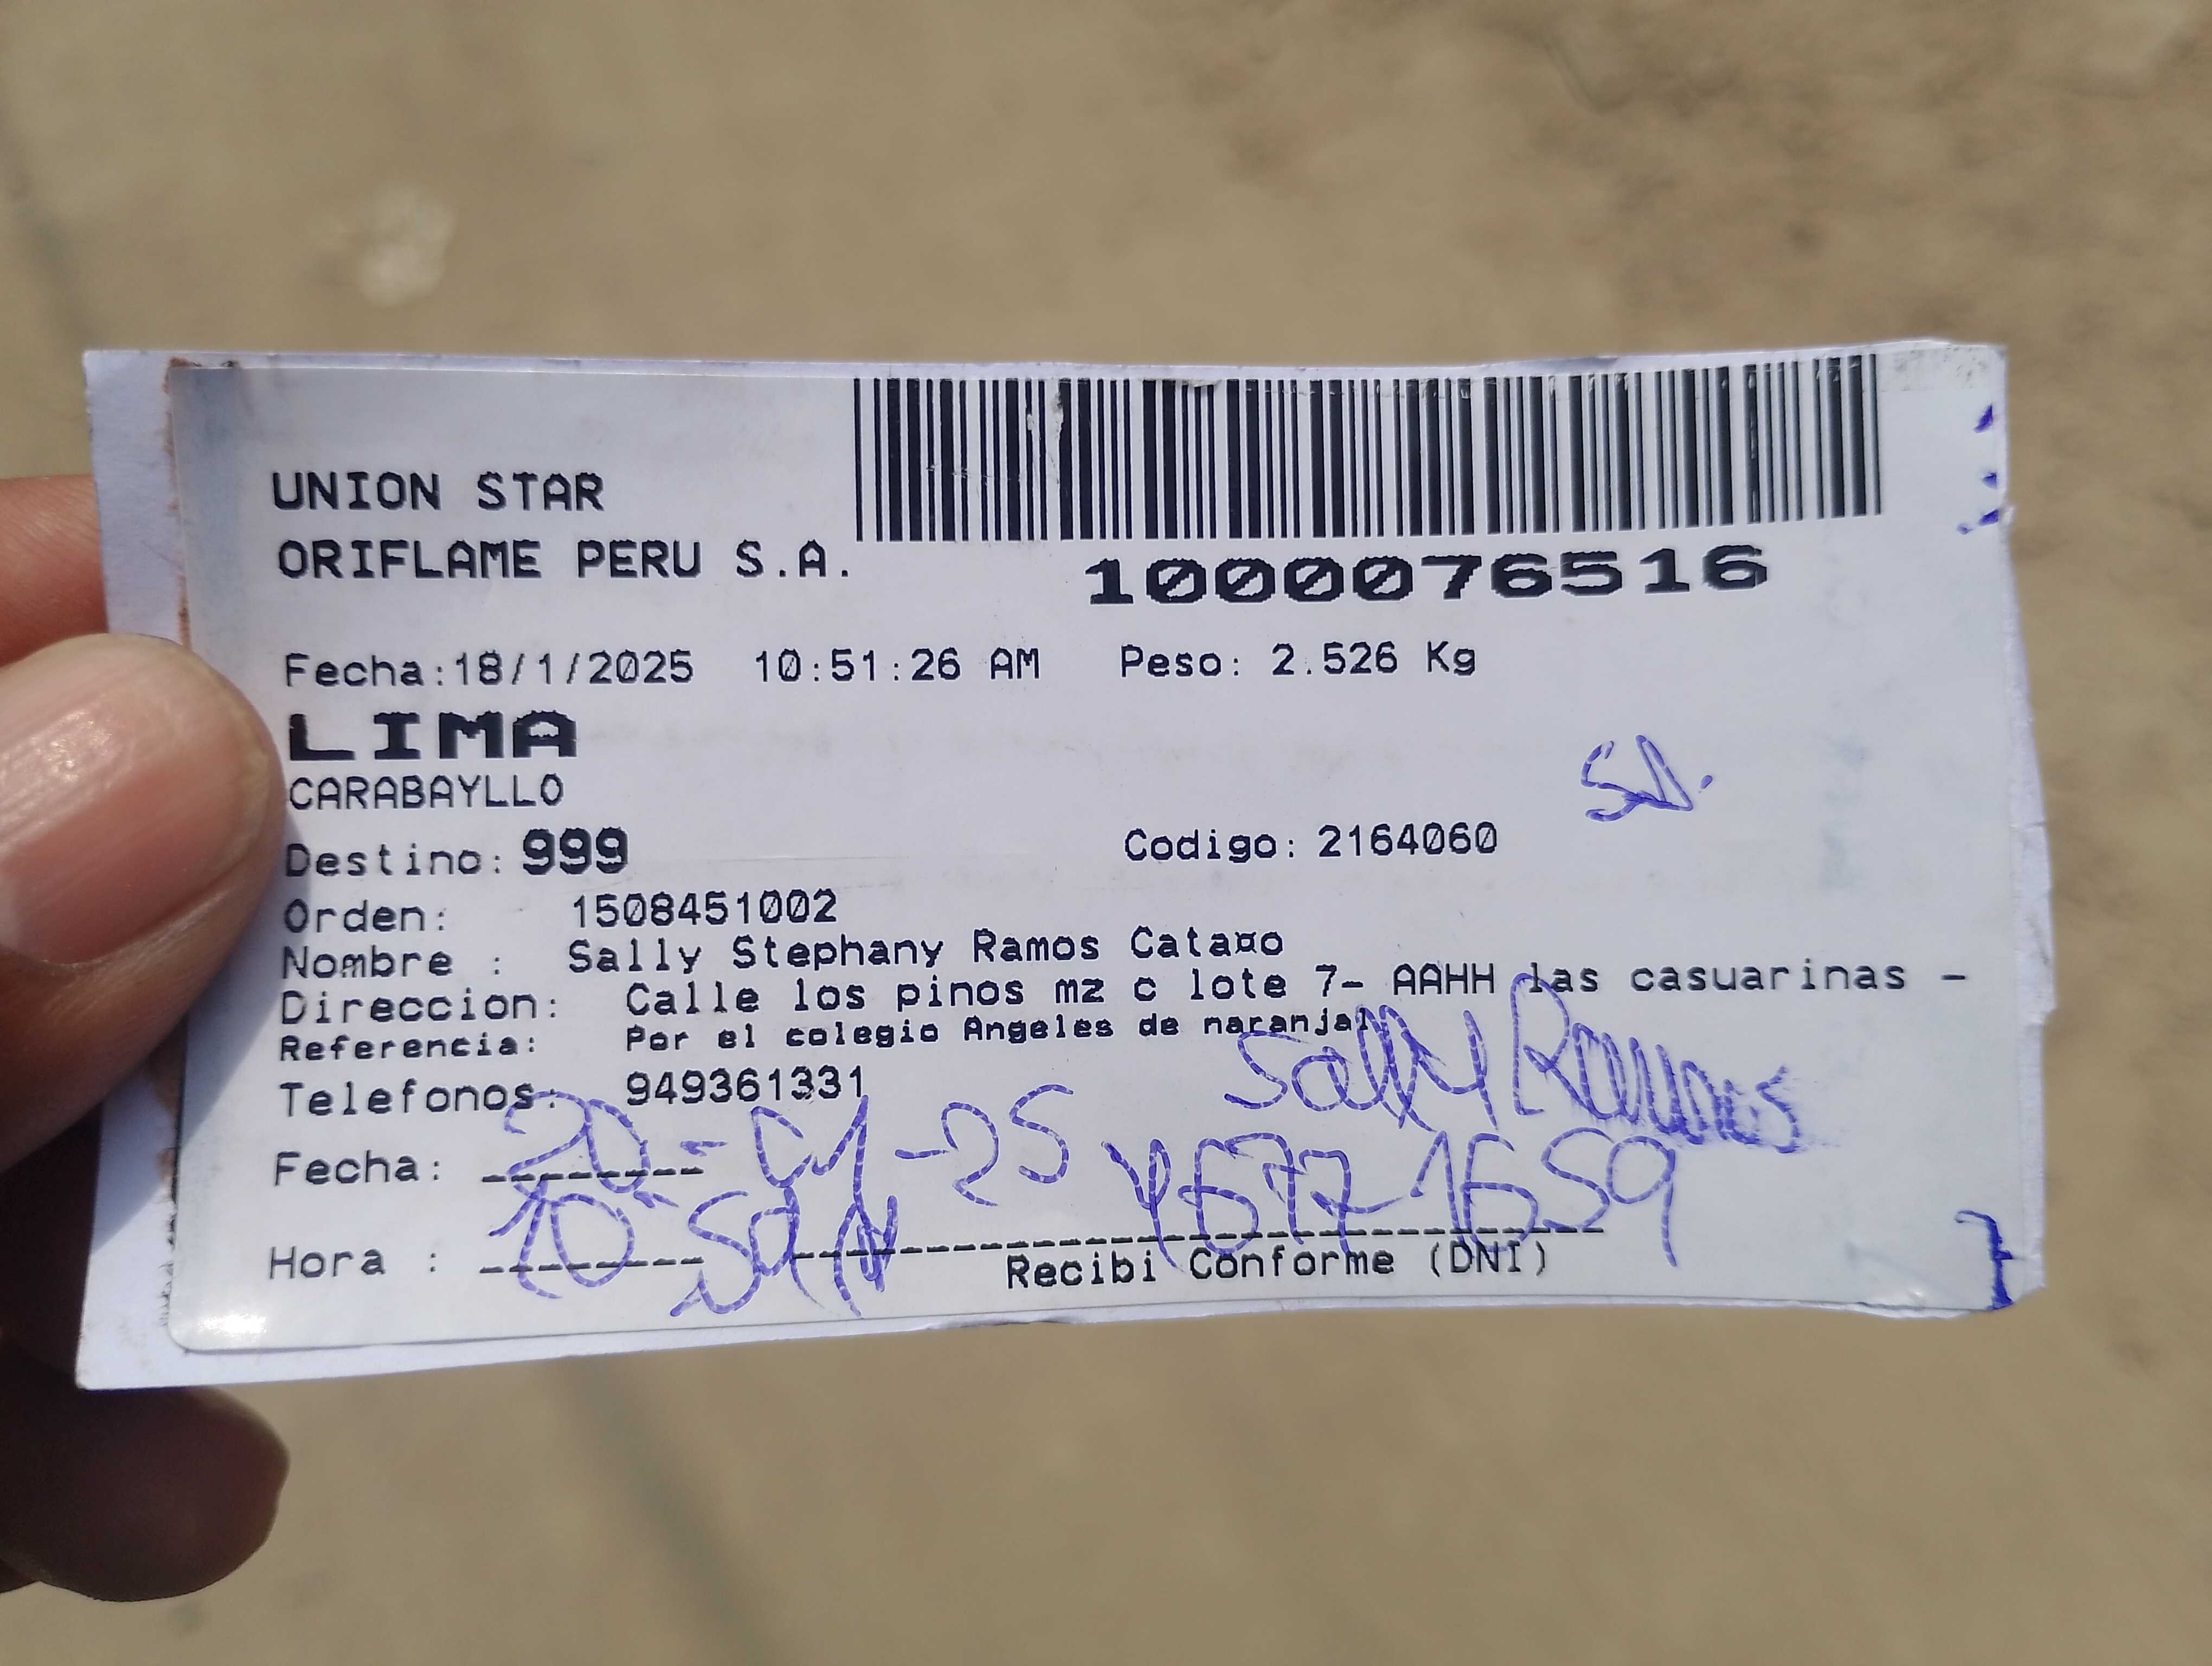 UNION STAR
ORIFLAME PERU S.A.
1000076516
Fecha:18/1/2025 10:51:26 AM Peso: 2.526 Kg
LIMA
CARABAYLLO
Destino: 999 Codigo: 2164060
Orden: 1508451002
Nombre : Sally Stephany Ramos Cata¤o
Direccion: Calle los pinos mz c lote 7- AAHH las casuarinas -
Referencia: Por el colegio Angeles de naranjal
Telefonos: 949361331
Sally Ramos
Fecha: 20-01-25
Hora :
Recibi Conforme (DNI)